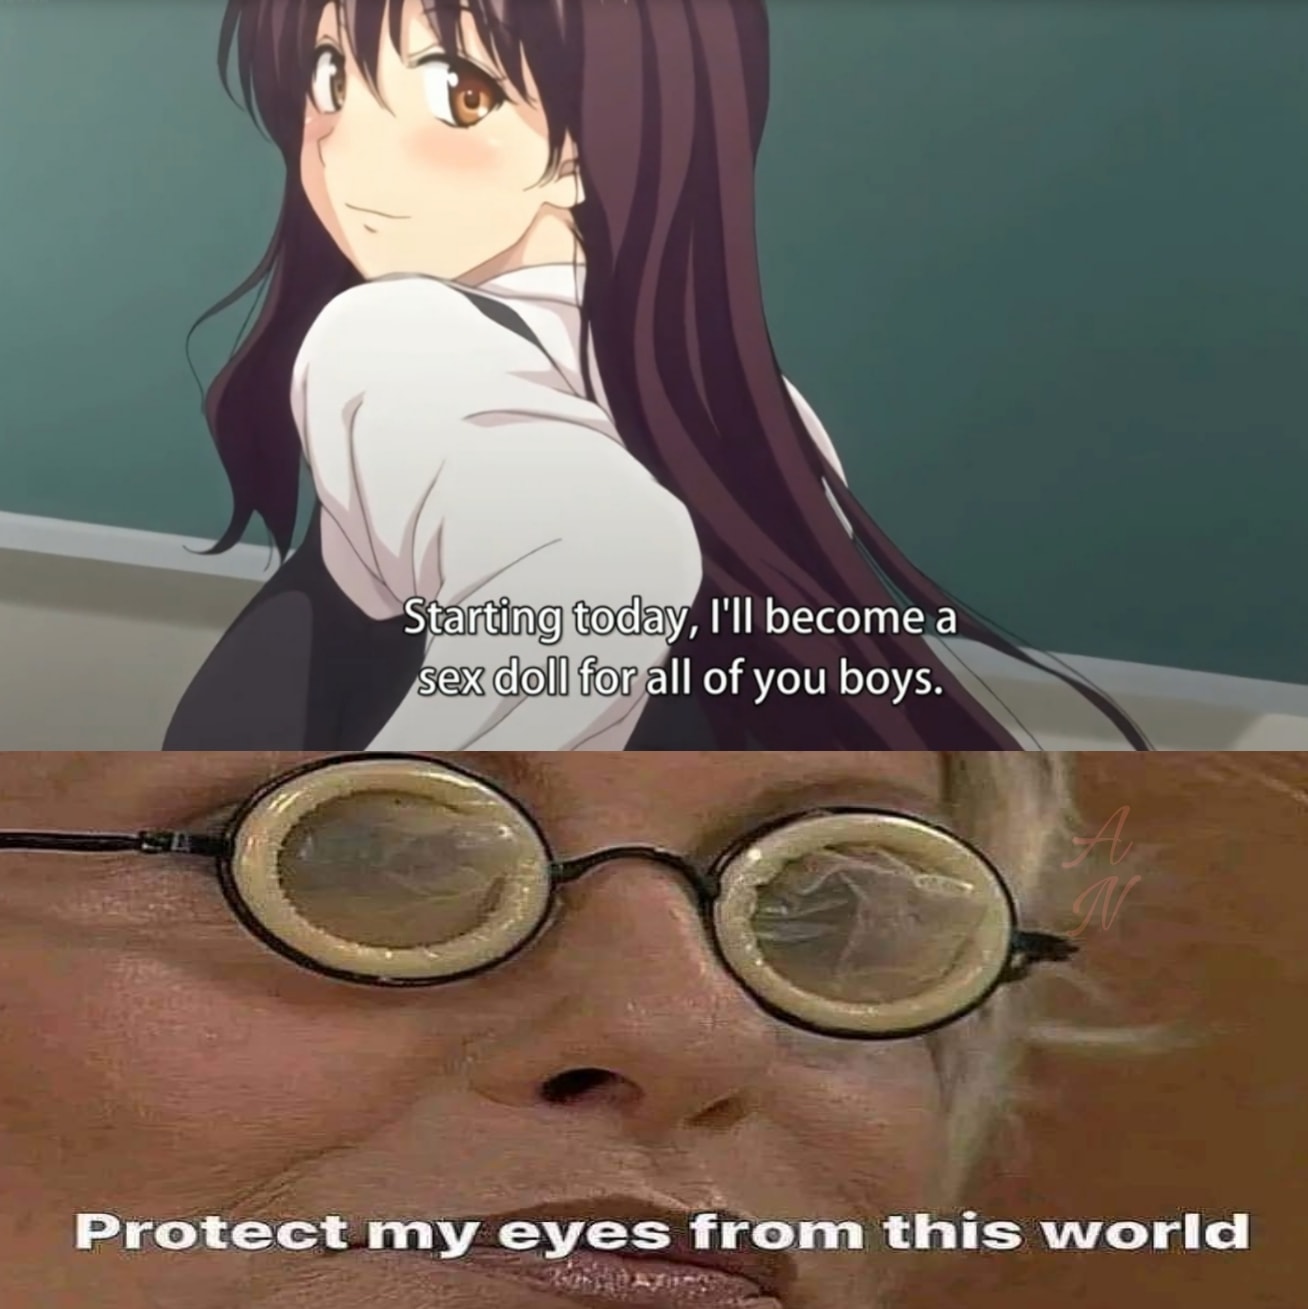 Starting today, I'll become a
sex doll for all of you boys.
A
N
Protect my eyes from this world